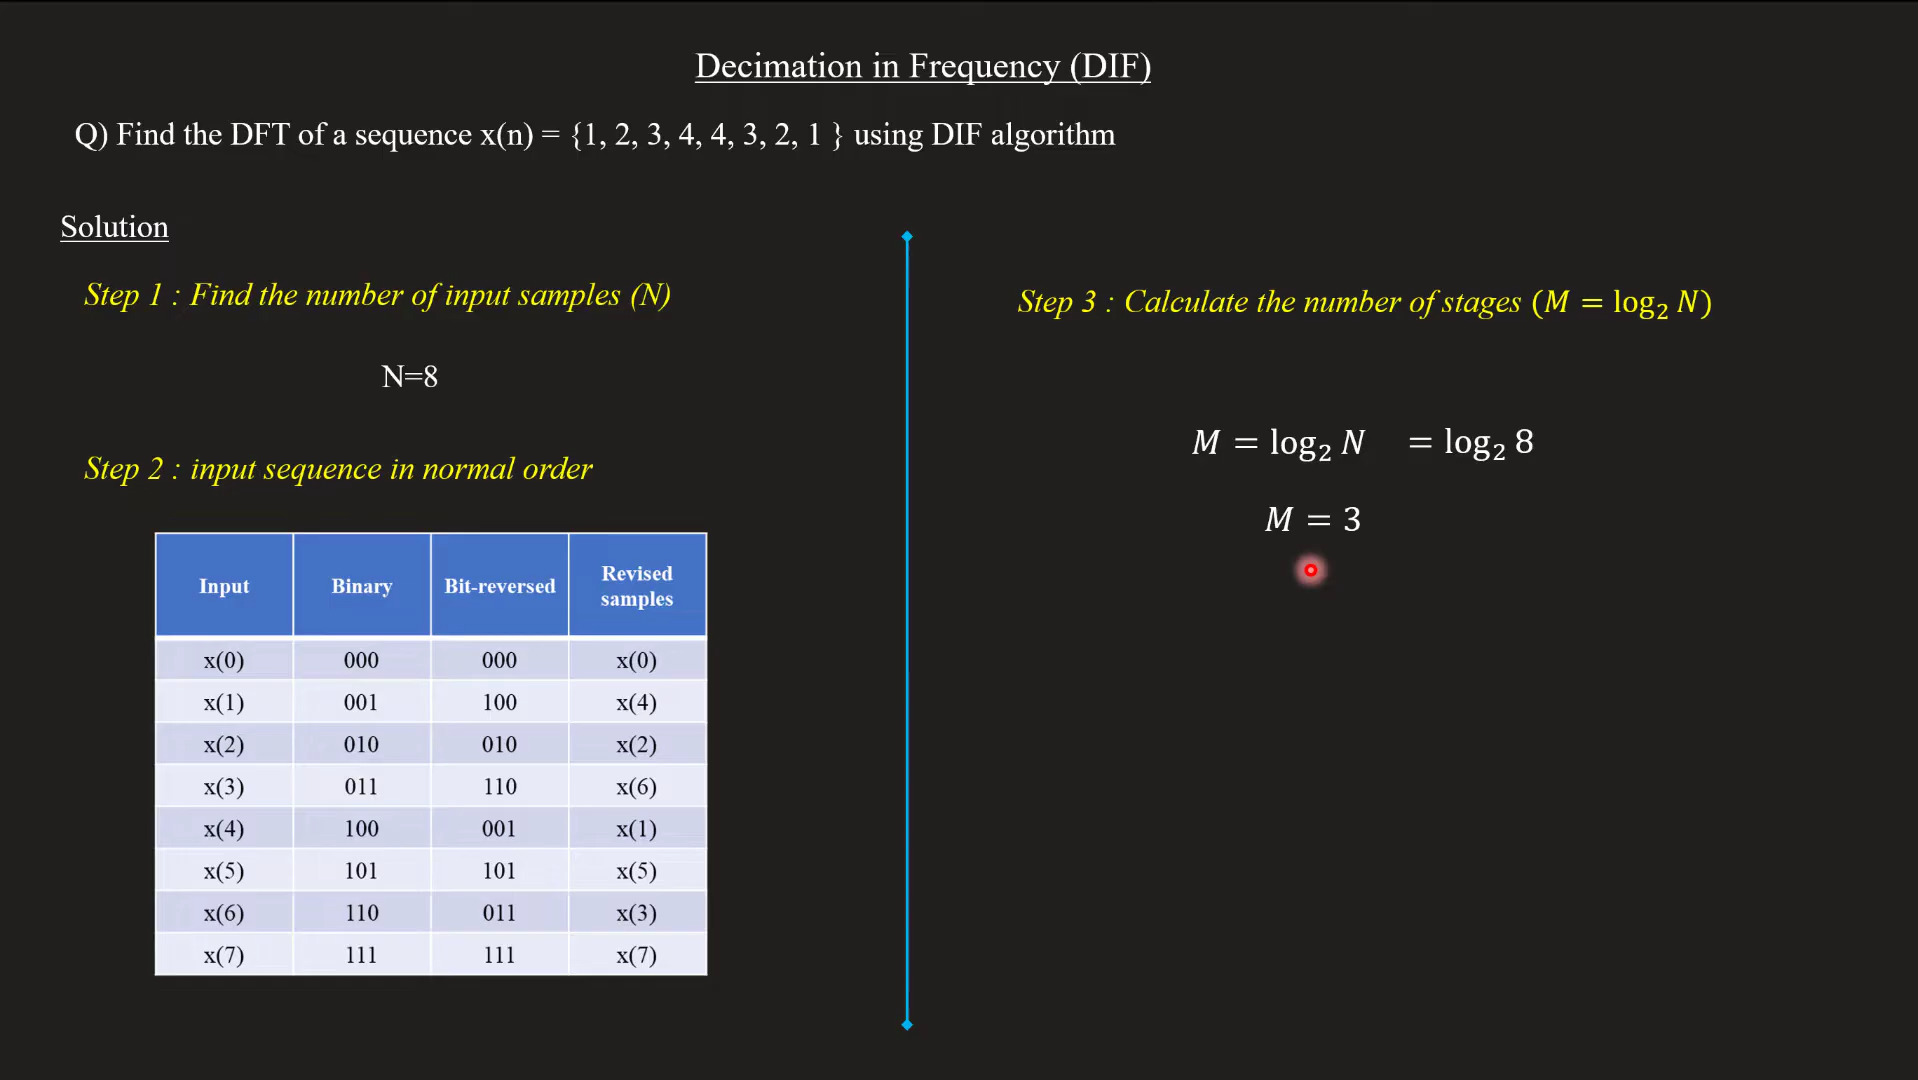 Decimation in Frequency (DIF)
Q) Find the DFT of a sequence x(n) = {1, 2, 3, 4, 4, 3, 2, 1 } using DIF algorithm
Solution
Step 1 : Find the number of input samples (N)
N=8
Step 2 : input sequence in normal order
Input Binary Bit-reversed Revised samples
x(0) 000 000 x(0)
x(1) 001 100 x(4)
x(2) 010 010 x(2)
x(3) 011 110 x(6)
x(4) 100 001 x(1)
x(5) 101 101 x(5)
x(6) 110 011 x(3)
x(7) 111 111 x(7)
Step 3 : Calculate the number of stages (M = log₂ N)
M = log₂ N = log₂ 8
M = 3